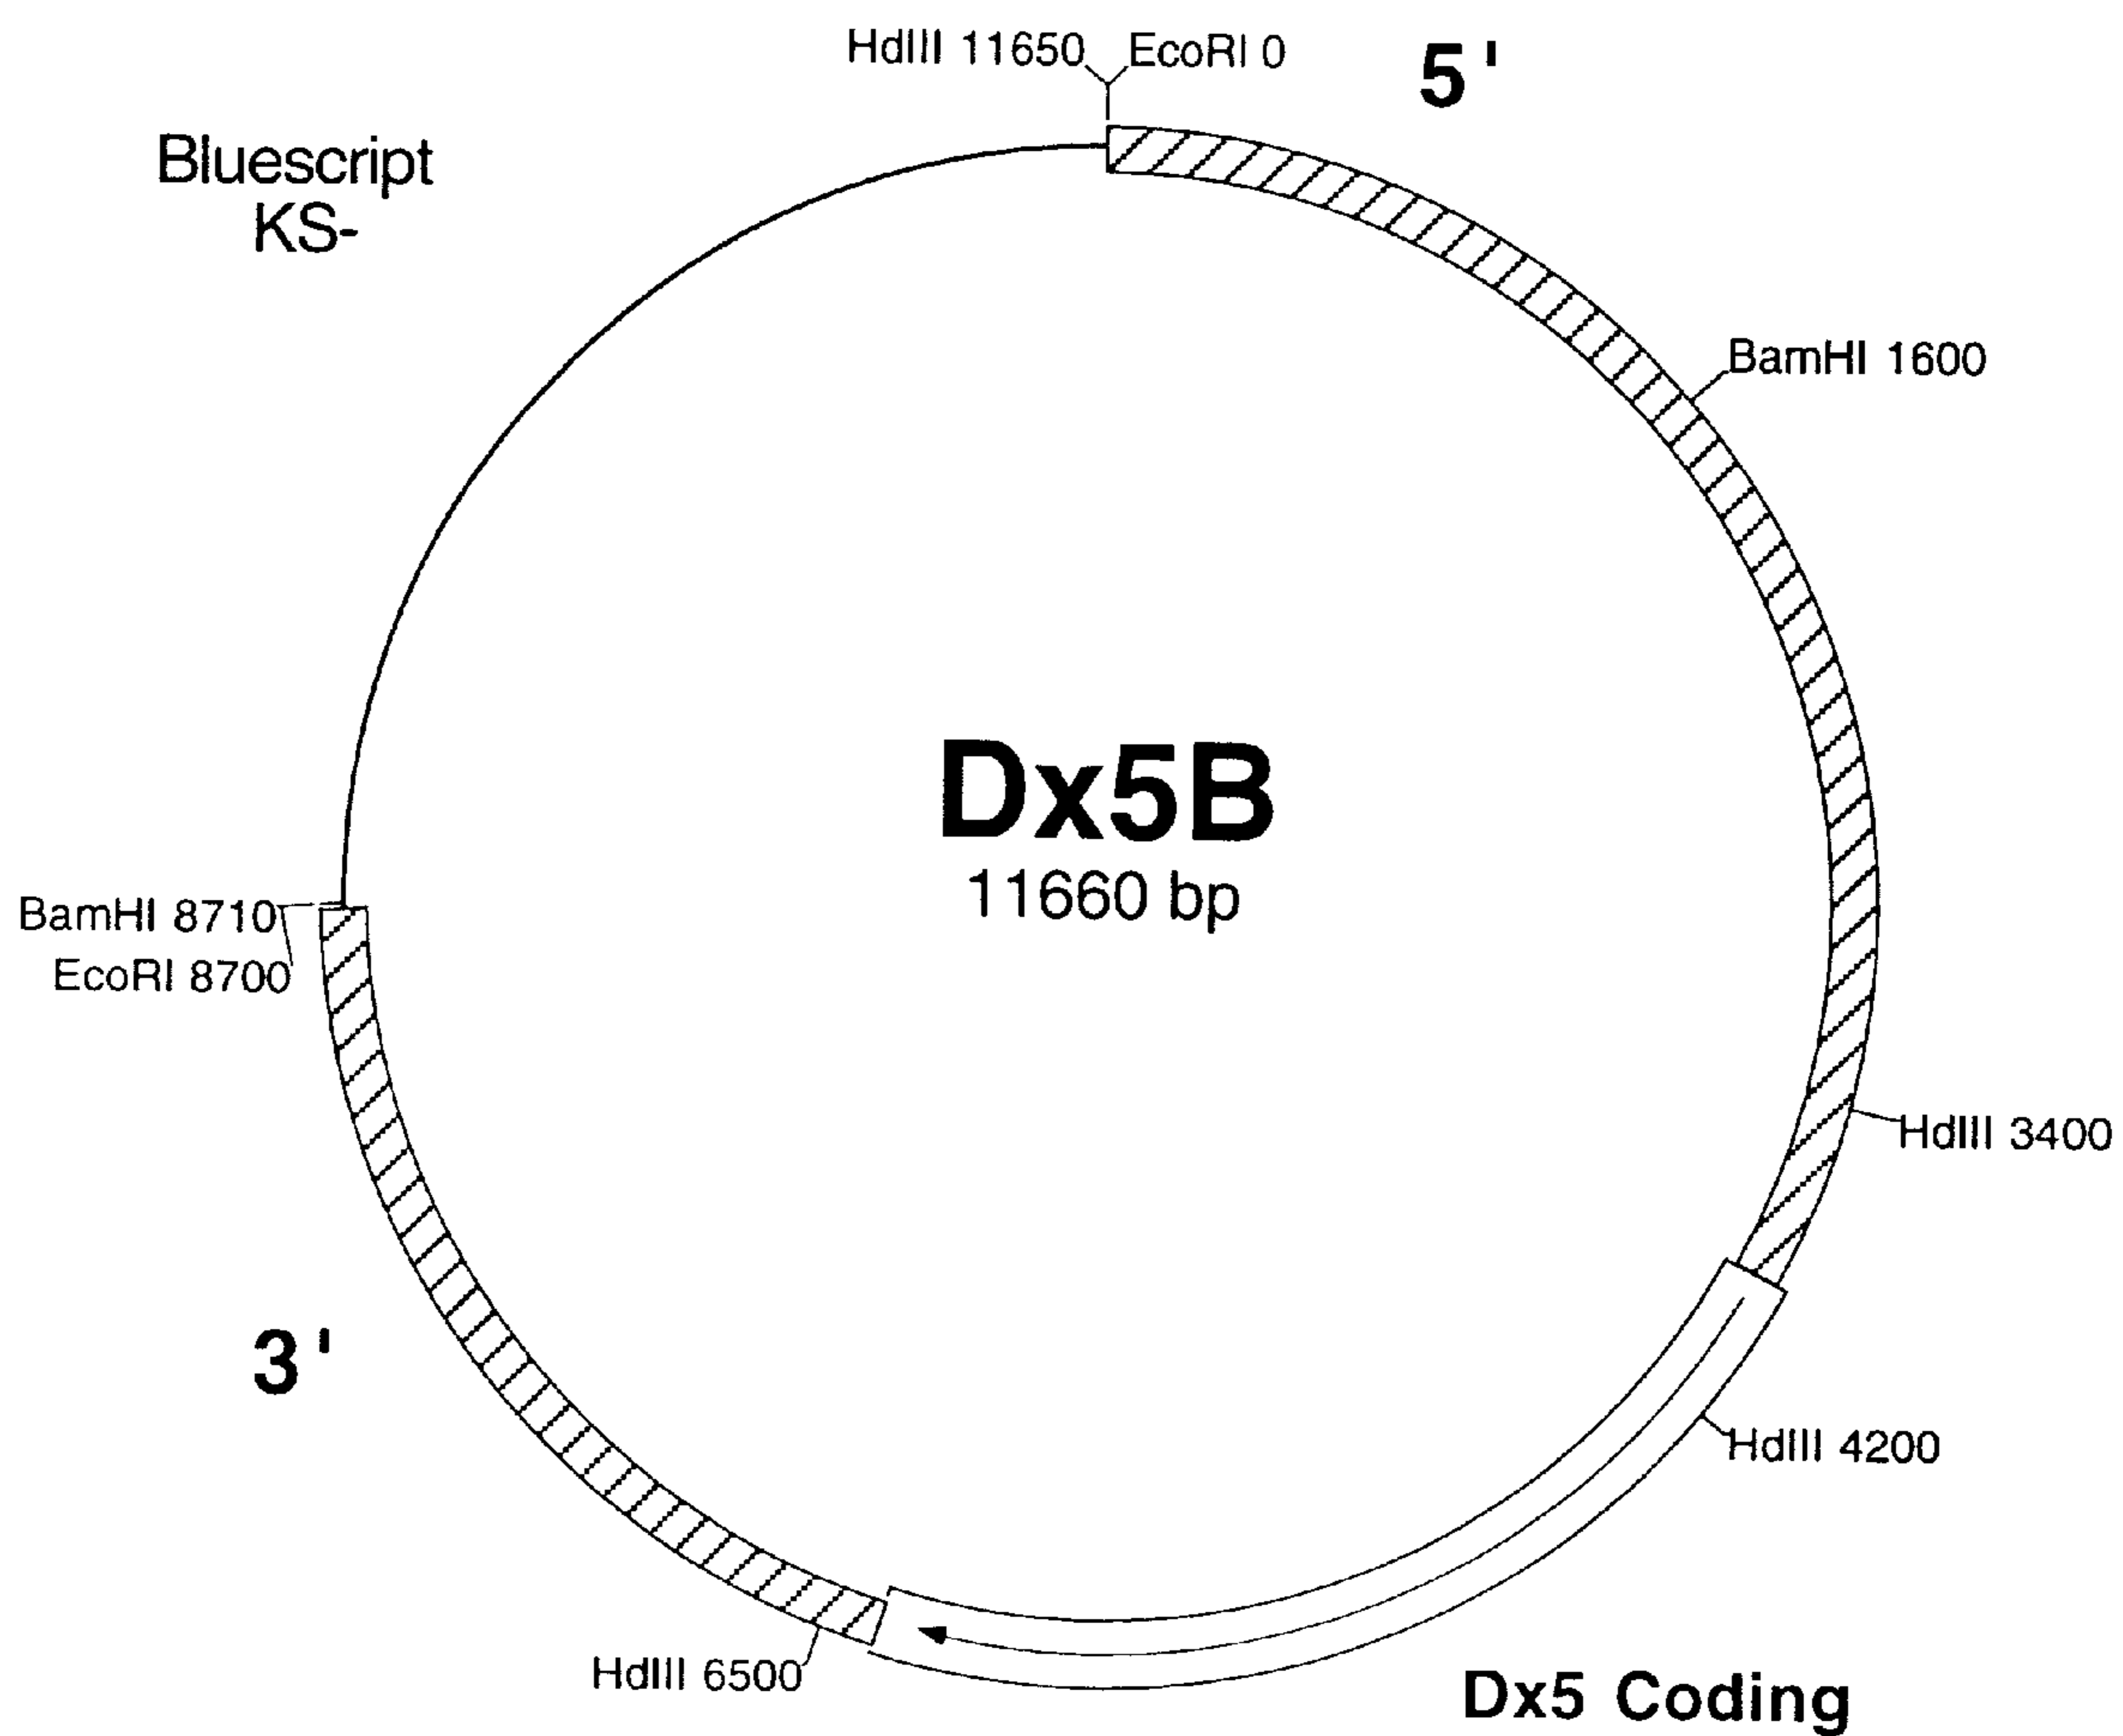 HdIII 11650
EcoRI 0
5'
Bluescript
KS-
BamHI 1600
Dx5B
11660 bp
BamHI 8710
EcoRI 8700
HdIII 3400
3'
HdIII 4200
HdIII 6500
Dx5 Coding